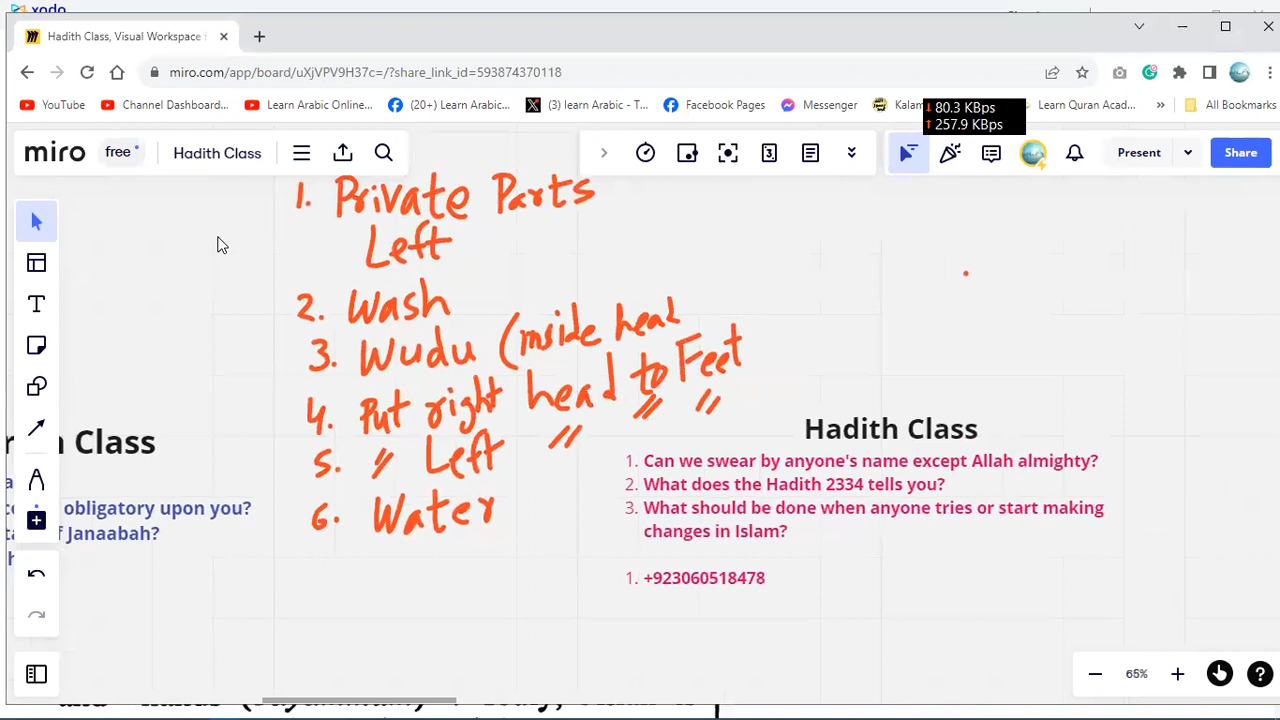 xodo
Hadith Class, Visual Workspace
miro.com/app/board/uXjVPV9H37c=/?share_link_id=593874370118
YouTube Channel Dashboard... Learn Arabic Online... (20+) Learn Arabic... (3) learn Arabic - T... Facebook Pages Messenger Kalam Learn Quran Acad... » All Bookmarks
↓ 80.3 KBps
↑ 257.9 KBps
miro free Hadith Class Present Share
1. Private Parts
Left
2. Wash
3. Wudu (inside head
4. Put right head to Feet
5. 〃 Left 〃 〃 〃
6. Water
Class
obligatory upon you?
f Janaabah?
Hadith Class
1. Can we swear by anyone's name except Allah almighty?
2. What does the Hadith 2334 tells you?
3. What should be done when anyone tries or start making
changes in Islam?
1. +923060518478
65%